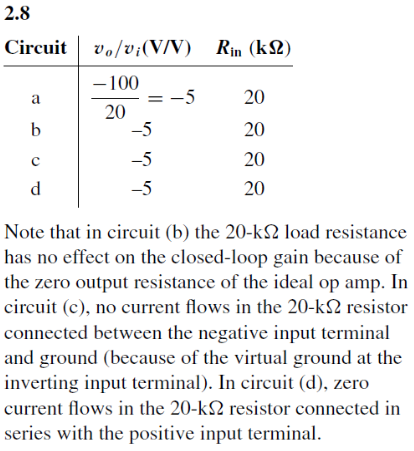 2.8
Circuit v_o/v_i(V/V) R_in (kΩ)
a −100/20 = −5 20
b −5 20
c −5 20
d −5 20
Note that in circuit (b) the 20-kΩ load resistance
has no effect on the closed-loop gain because of
the zero output resistance of the ideal op amp. In
circuit (c), no current flows in the 20-kΩ resistor
connected between the negative input terminal
and ground (because of the virtual ground at the
inverting input terminal). In circuit (d), zero
current flows in the 20-kΩ resistor connected in
series with the positive input terminal.